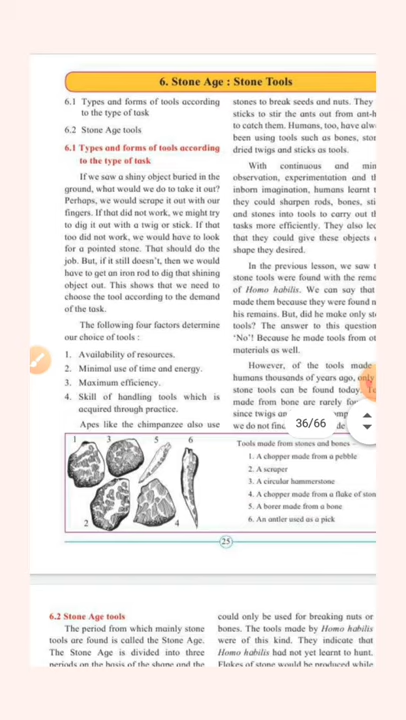 6. Stone Age : Stone Tools
6.1 Types and forms of tools according
to the type of task
6.2 Stone Age tools
6.1 Types and forms of tools according
to the type of task
If we saw a shiny object buried in the
ground, what would we do to take it out?
Perhaps, we would scrape it out with our
fingers. If that did not work, we might try
to dig it out with a twig or stick. If that
too did not work, we would have to look
for a pointed stone. That should do the
job. But, if it still doesn't, then we would
have to get an iron rod to dig that shining
object out. This shows that we need to
choose the tool according to the demand
of the task.
The following four factors determine
our choice of tools :
1. Availability of resources.
2. Minimal use of time and energy.
3. Maximum efficiency.
4. Skill of handling tools which is
acquired through practice.
Apes like the chimpanzee also use
stones to break seeds and nuts. They
sticks to stir the ants out from
to catch them. Humans, too, have
been using tools such as bones,
dried twigs and sticks as tools.
With continuous and
observation, experimentation and
inborn imagination, humans learnt
they could sharpen rods, bones,
and stones into tools to carry out
tasks more efficiently. They also
that they could give these objects
shape they desired.
In the previous lesson, we saw
stone tools were found with the
of Homo habilis. We can say that
made them because they were found
his remains. But, did he make only
tools? The answer to this question
'No'! Because he made tools from
materials as well.
However, of the tools made
humans thousands of years ago, only
stone tools can be found today.
made from bone are rarely
since twigs
we do not
36/66
1
3
5
6
2
4
Tools made from stones and bones -
1. A chopper made from a pebble
2. A scraper
3. A circular hammerstone
4. A chopper made from a flake of
5. A borer made from a bone
6. An antler used as a pick
25
6.2 Stone Age tools
The period from which mainly stone
tools are found is called the Stone Age.
The Stone Age is divided into three
periods on the basis of the shape and the
could only be used for breaking nuts or
bones. The tools made by Homo habilis
were of this kind. They indicate that
Homo habilis had not yet learnt to hunt.
Flakes of stone would be produced while